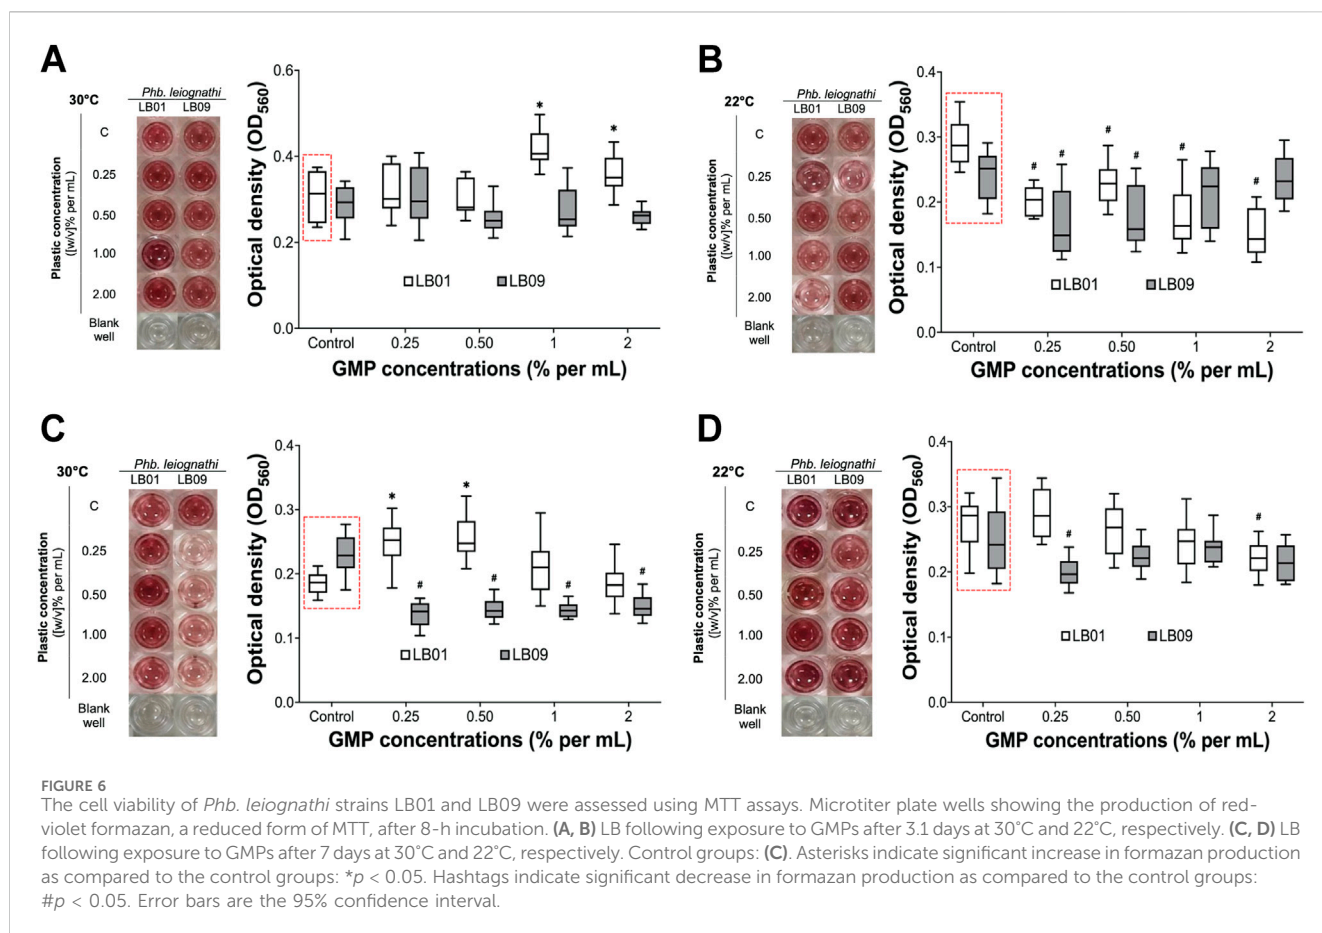 A
30°C
Phb. leiognathi
LB01 LB09
Plastic concentration
([w/v]% per mL)
C
0.25
0.50
1.00
2.00
Blank
well
Optical density (OD560)
0.6
0.4
0.2
0.0
*
*
LB01 LB09
Control 0.25 0.50 1 2
GMP concentrations (% per mL)
B
22°C
Phb. leiognathi
LB01 LB09
Plastic concentration
([w/v]% per mL)
C
0.25
0.50
1.00
2.00
Blank
well
Optical density (OD560)
0.4
0.3
0.2
0.1
0.0
# # # # # #
LB01 LB09
Control 0.25 0.50 1 2
GMP concentrations (% per mL)
C
30°C
Phb. leiognathi
LB01 LB09
Plastic concentration
([w/v]% per mL)
C
0.25
0.50
1.00
2.00
Blank
well
Optical density (OD560)
0.4
0.3
0.2
0.1
0.0
* *
# # # #
LB01 LB09
Control 0.25 0.50 1 2
GMP concentrations (% per mL)
D
22°C
Phb. leiognathi
LB01 LB09
Plastic concentration
([w/v]% per mL)
C
0.25
0.50
1.00
2.00
Blank
well
Optical density (OD560)
0.4
0.3
0.2
0.1
0.0
# #
LB01 LB09
Control 0.25 0.50 1 2
GMP concentrations (% per mL)
FIGURE 6
The cell viability of Phb. leiognathi strains LB01 and LB09 were assessed using MTT assays. Microtiter plate wells showing the production of red-
violet formazan, a reduced form of MTT, after 8-h incubation. (A, B) LB following exposure to GMPs after 3.1 days at 30°C and 22°C, respectively. (C, D) LB
following exposure to GMPs after 7 days at 30°C and 22°C, respectively. Control groups: (C). Asterisks indicate significant increase in formazan production
as compared to the control groups: *p < 0.05. Hashtags indicate significant decrease in formazan production as compared to the control groups:
#p < 0.05. Error bars are the 95% confidence interval.